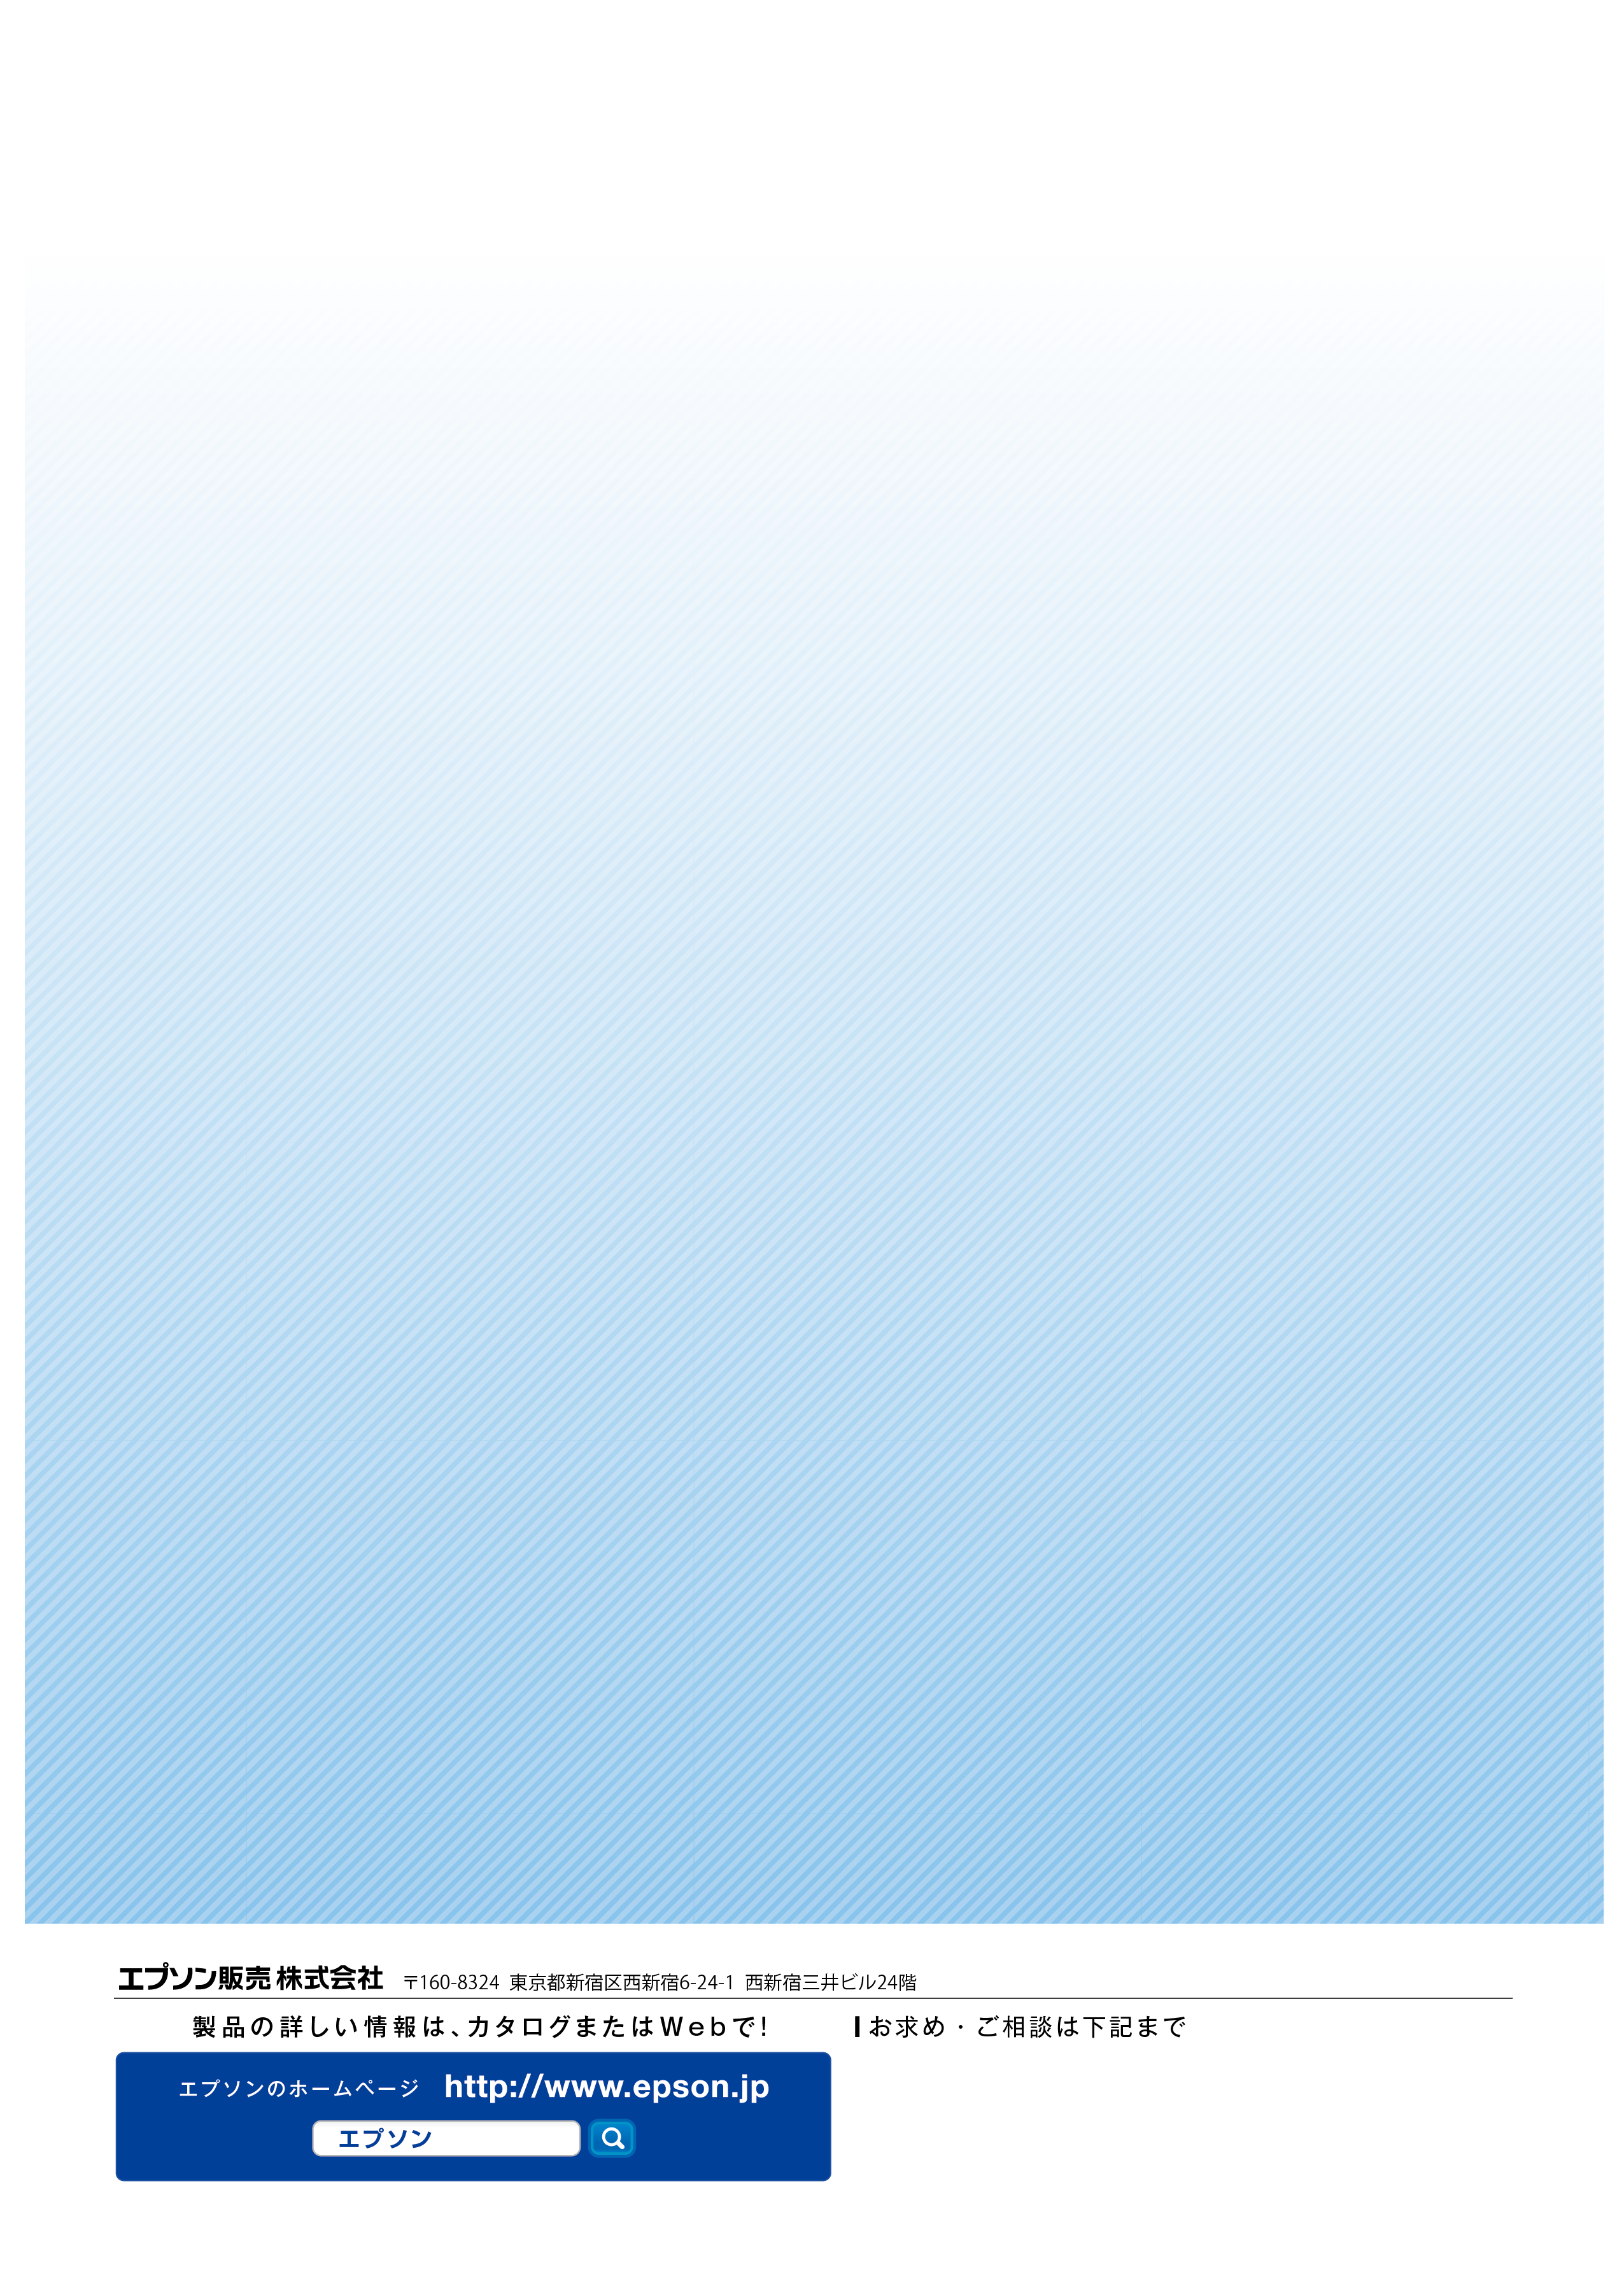 エプソン販売 株式会社 〒160-8324 東京都新宿区西新宿6-24-1 西新宿三井ビル24階
製品の詳しい情報は、カタログまたはWebで!
お求め・ご相談は下記まで
エプソンのホームページ http://www.epson.jp
エプソン